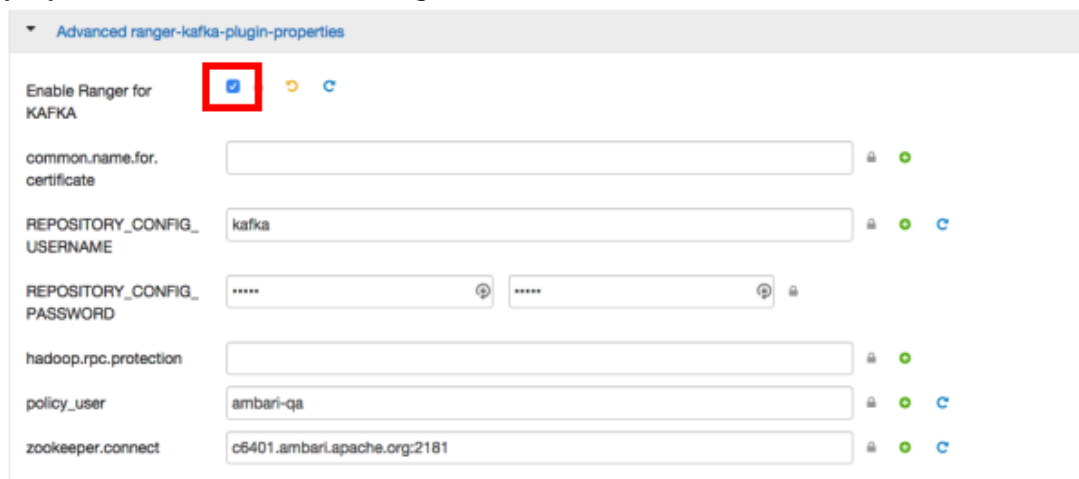 Advanced ranger-kafka-plugin-properties
Enable Ranger for
KAFKA
common.name.for.
certificate
REPOSITORY_CONFIG_
USERNAME
kafka
REPOSITORY_CONFIG_
PASSWORD
••••• •••••
hadoop.rpc.protection
policy_user
ambari-qa
zookeeper.connect
c6401.ambari.apache.org:2181